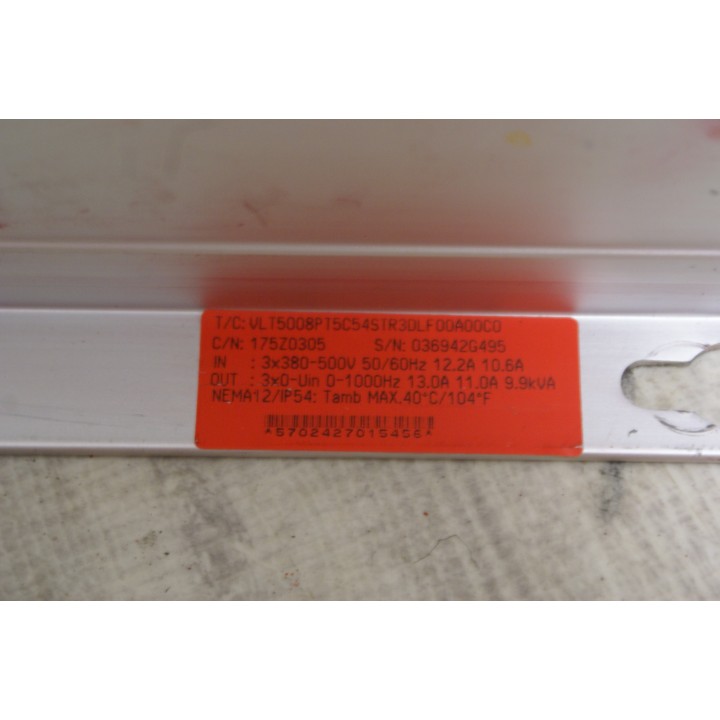 T/C: VLT5008PT5C54STR3DLF00A00C0
C/N: 175Z0305 S/N: 036942G495
IN : 3x380-500V 50/60Hz 12.2A 10.6A
OUT : 3x0-Uin 0-1000Hz 13.0A 11.0A 9.9kVA
NEMA12/IP54: Tamb MAX.40°C/104°F
*5702427015456*